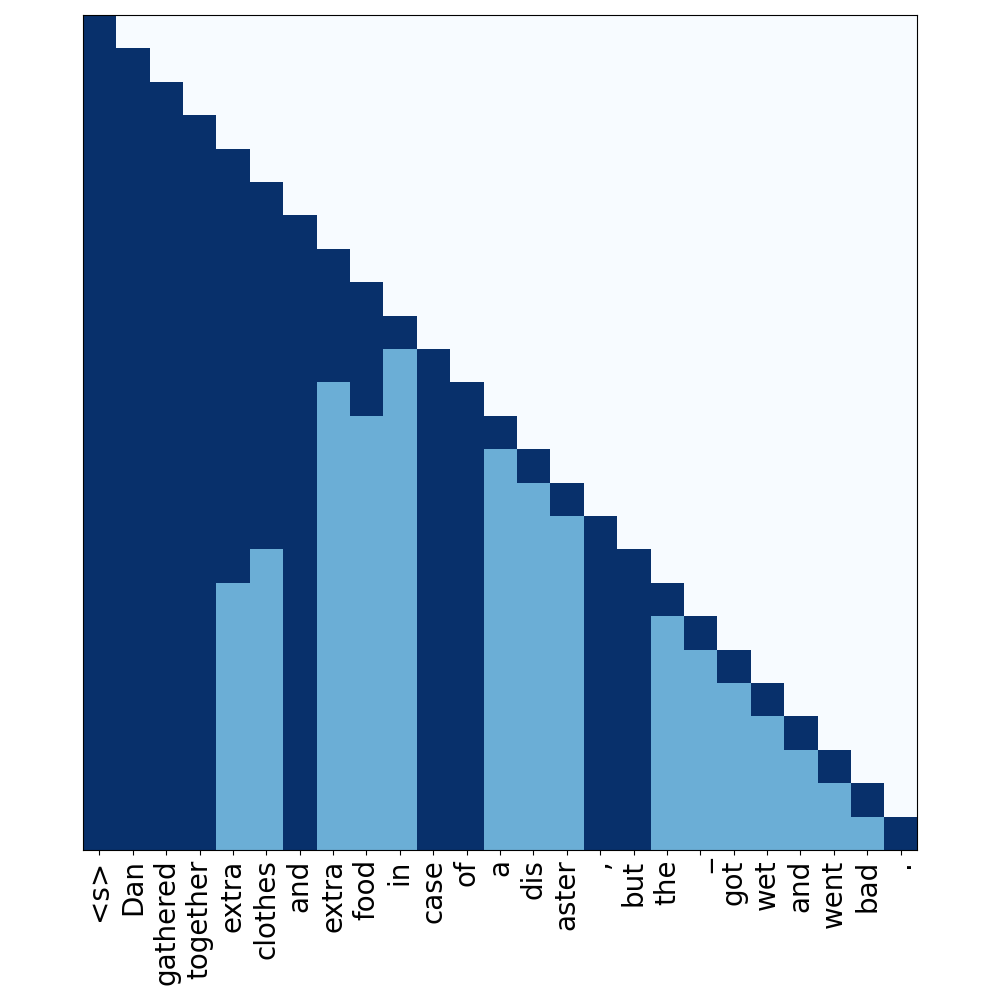 <s> Dan gathered together extra clothes and extra food in case of a dis aster , but the _ got wet and went bad .